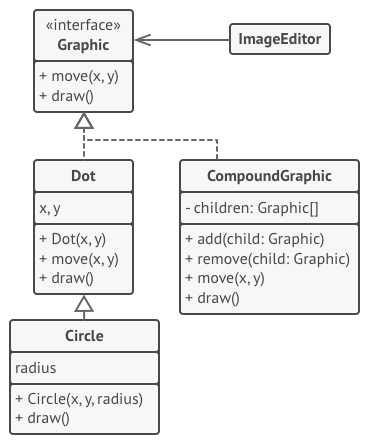 «interface»
Graphic
+ move(x, y)
+ draw()
ImageEditor
Dot
x, y
+ Dot(x, y)
+ move(x, y)
+ draw()
CompoundGraphic
- children: Graphic[]
+ add(child: Graphic)
+ remove(child: Graphic)
+ move(x, y)
+ draw()
Circle
radius
+ Circle(x, y, radius)
+ draw()